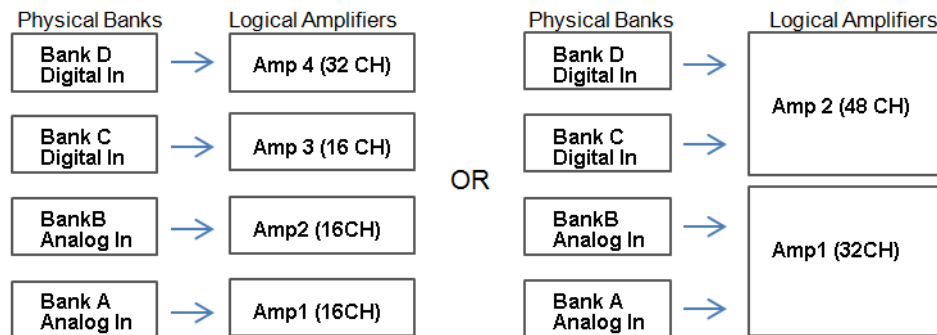 Physical Banks
Logical Amplifiers
Bank D
Digital In
Amp 4 (32 CH)
Bank C
Digital In
Amp 3 (16 CH)
BankB
Analog In
Amp2 (16CH)
Bank A
Analog In
Amp1 (16CH)
OR
Physical Banks
Logical Amplifiers
Bank D
Digital In
Bank C
Digital In
Amp 2 (48 CH)
BankB
Analog In
Bank A
Analog In
Amp1 (32CH)